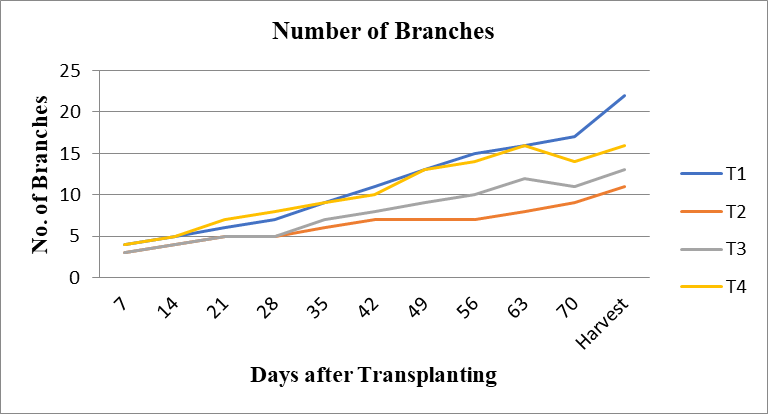 Number of Branches
25
20
15
10
5
0
No. of Branches
7 14 21 28 35 42 49 56 63 70 Harvest
Days after Transplanting
T1
T2
T3
T4